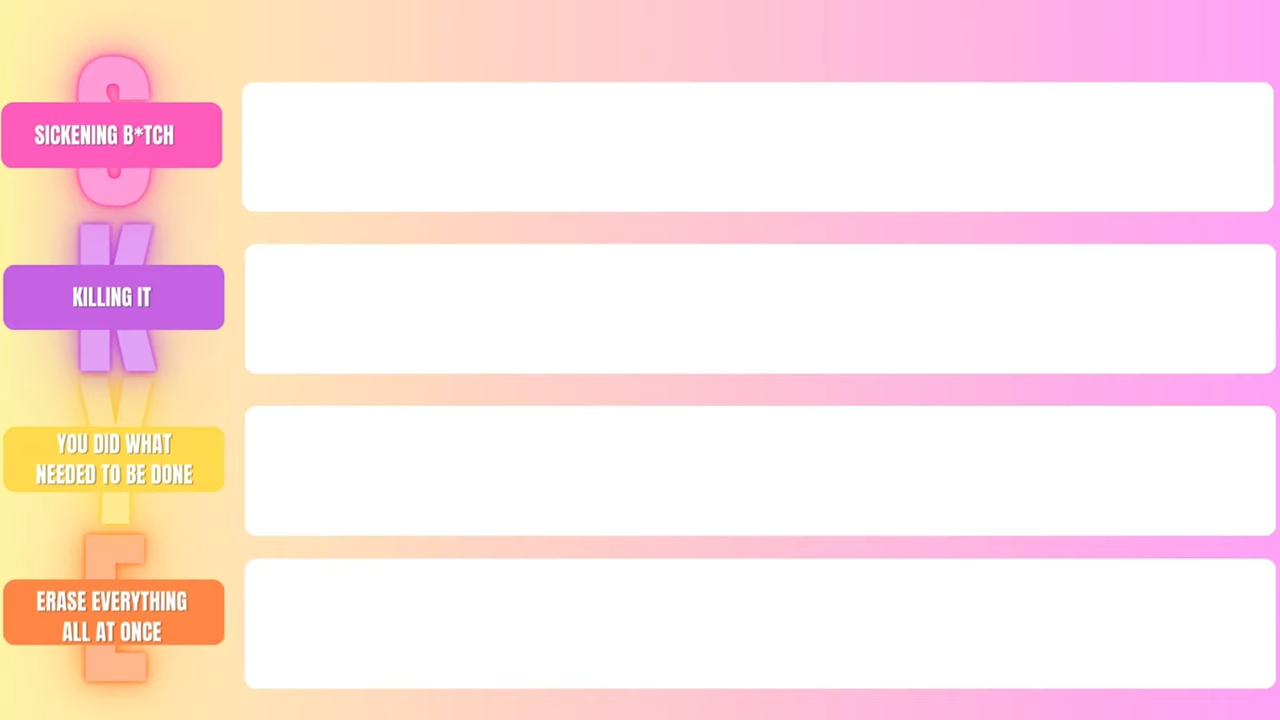 S
SICKENING B*TCH
K
KILLING IT
Y
YOU DID WHAT
NEEDED TO BE DONE
E
ERASE EVERYTHING
ALL AT ONCE